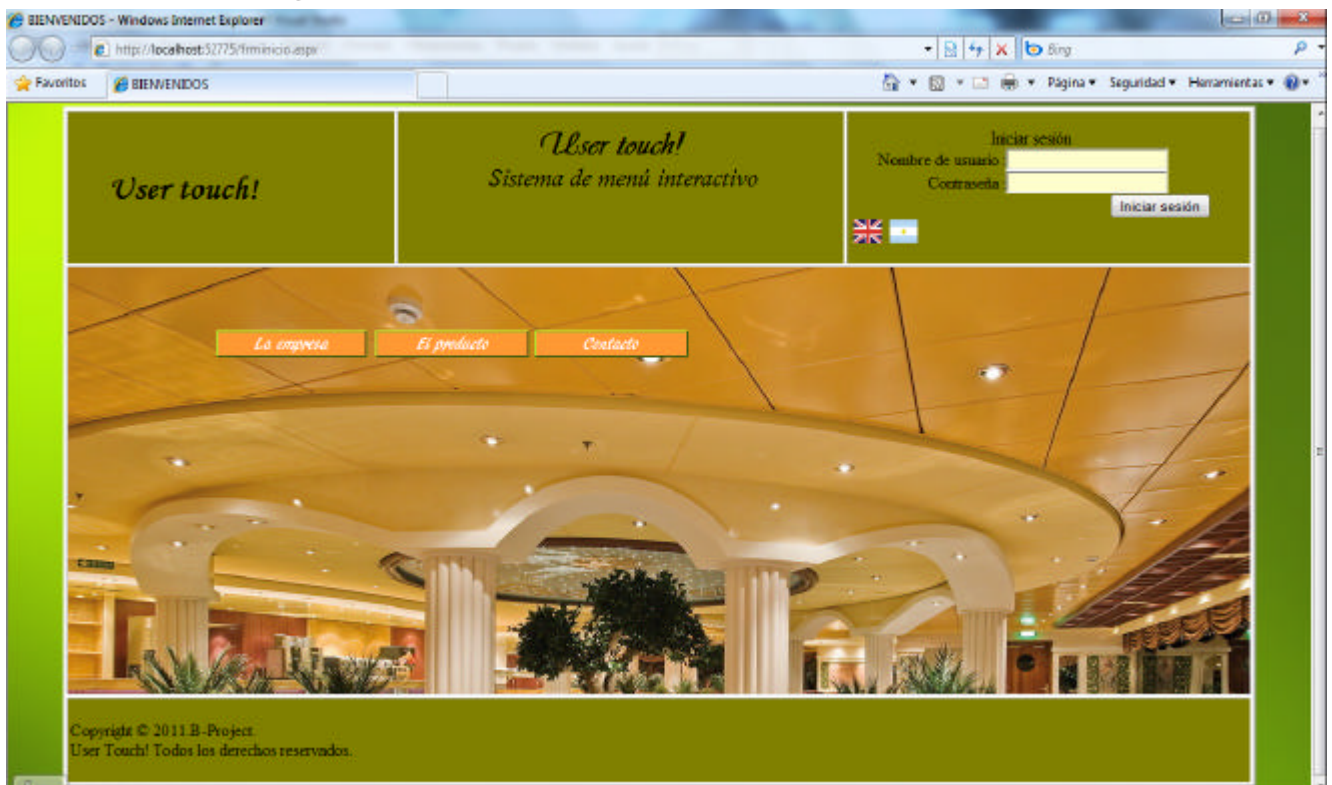 BIENVENIDOS - Windows Internet Explorer
http://localhost:52775/frminicio.aspx
Bing
Favoritos
BIENVENIDOS
Página
Seguridad
Herramientas
User touch!
User touch!
Sistema de menú interactivo
Iniciar sesión
Nombre de usuario :
Contraseña :
Iniciar sesión
La empresa
El producto
Contacto
Copyright © 2011.B-Project.
User Touch! Todos los derechos reservados.